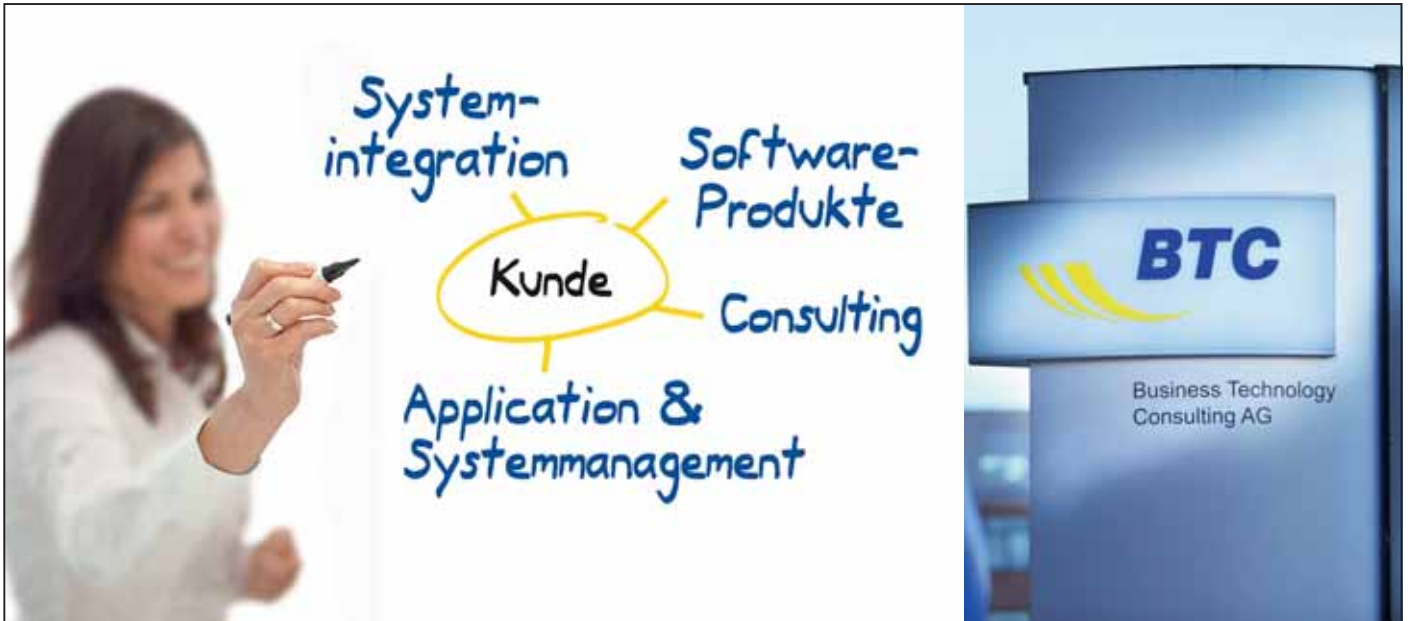 System-
integration
Software-
Produkte
Kunde
Consulting
Application &
Systemmanagement
BTC
Business Technology
Consulting AG